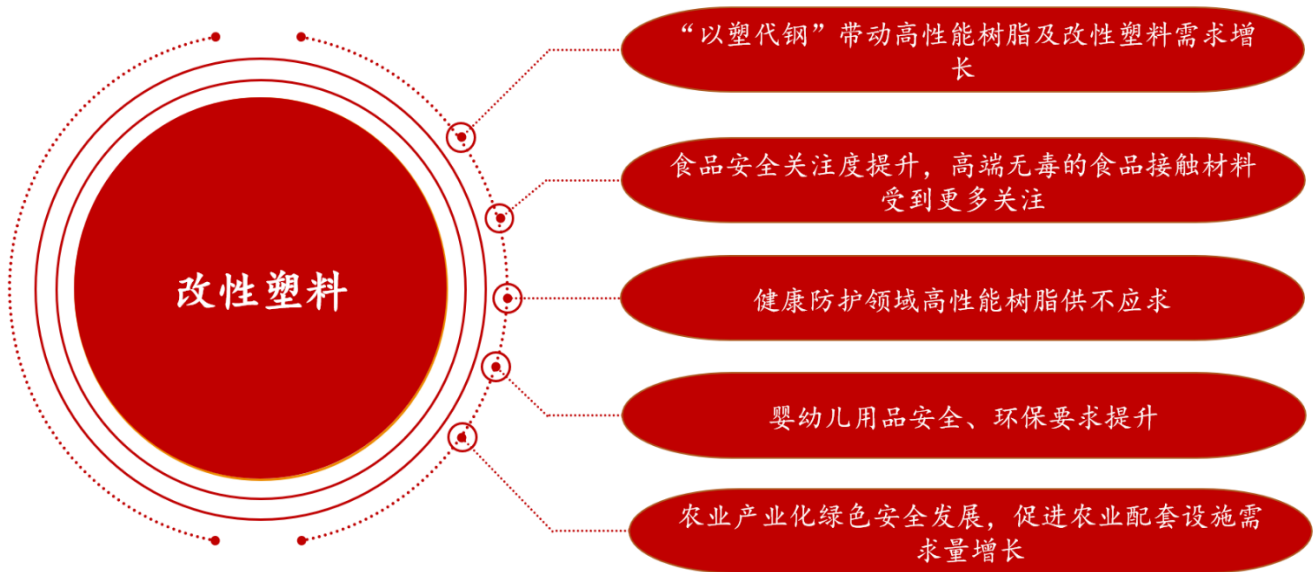 改性塑料
“以塑代钢”带动高性能树脂及改性塑料需求增
长
食品安全关注度提升，高端无毒的食品接触材料
受到更多关注
健康防护领域高性能树脂供不应求
婴幼儿用品安全、环保要求提升
农业产业化绿色安全发展，促进农业配套设施需
求量增长